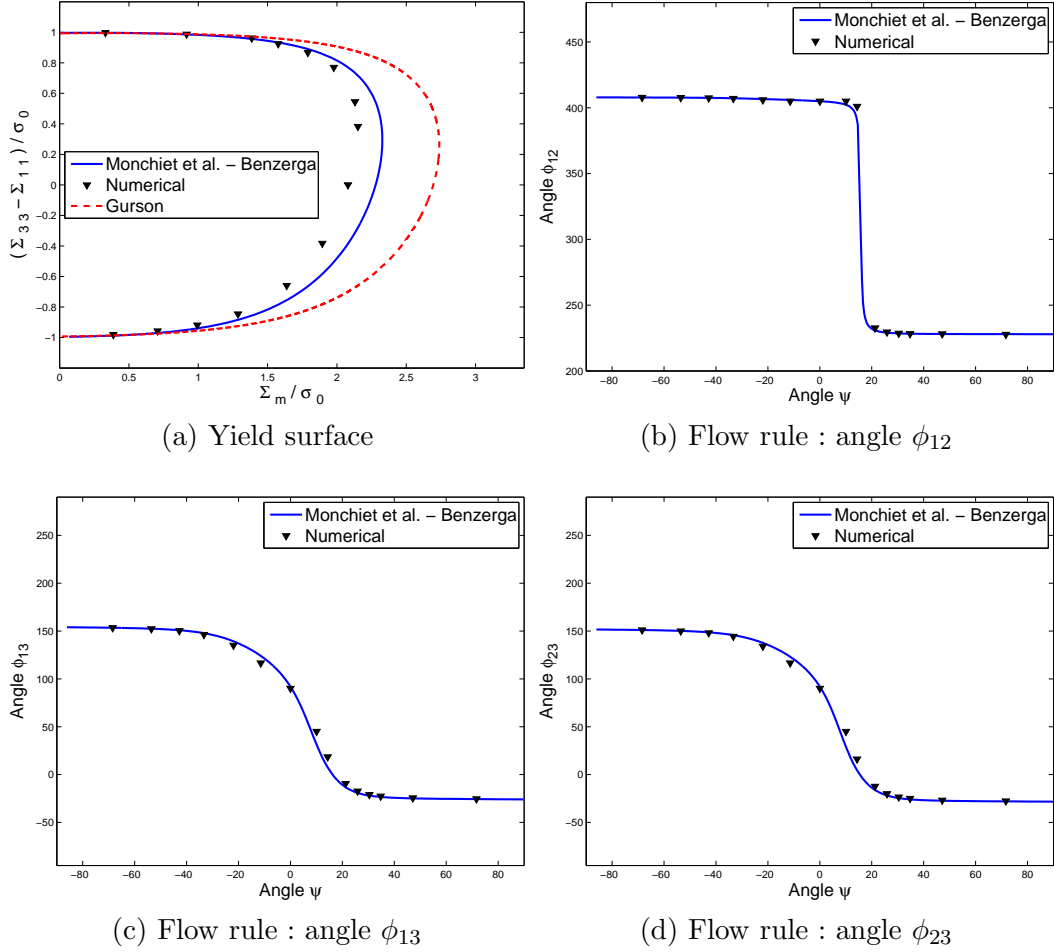 1
0.8
0.6
0.4
0.2
0
−0.2
−0.4
−0.6
−0.8
−1
0 0.5 1 1.5 2 2.5 3
(Σ33−Σ11)/σ0
Σm/σ0
Monchiet et al. − Benzerga
Numerical
Gurson
(a) Yield surface
450
400
350
300
250
200
−80 −60 −40 −20 0 20 40 60 80
Angle ϕ12
Angle ψ
Monchiet et al. − Benzerga
Numerical
(b) Flow rule : angle ϕ12
250
200
150
100
50
0
−50
−80 −60 −40 −20 0 20 40 60 80
Angle ϕ13
Angle ψ
Monchiet et al. − Benzerga
Numerical
(c) Flow rule : angle ϕ13
250
200
150
100
50
0
−50
−80 −60 −40 −20 0 20 40 60 80
Angle ϕ23
Angle ψ
Monchiet et al. − Benzerga
Numerical
(d) Flow rule : angle ϕ23